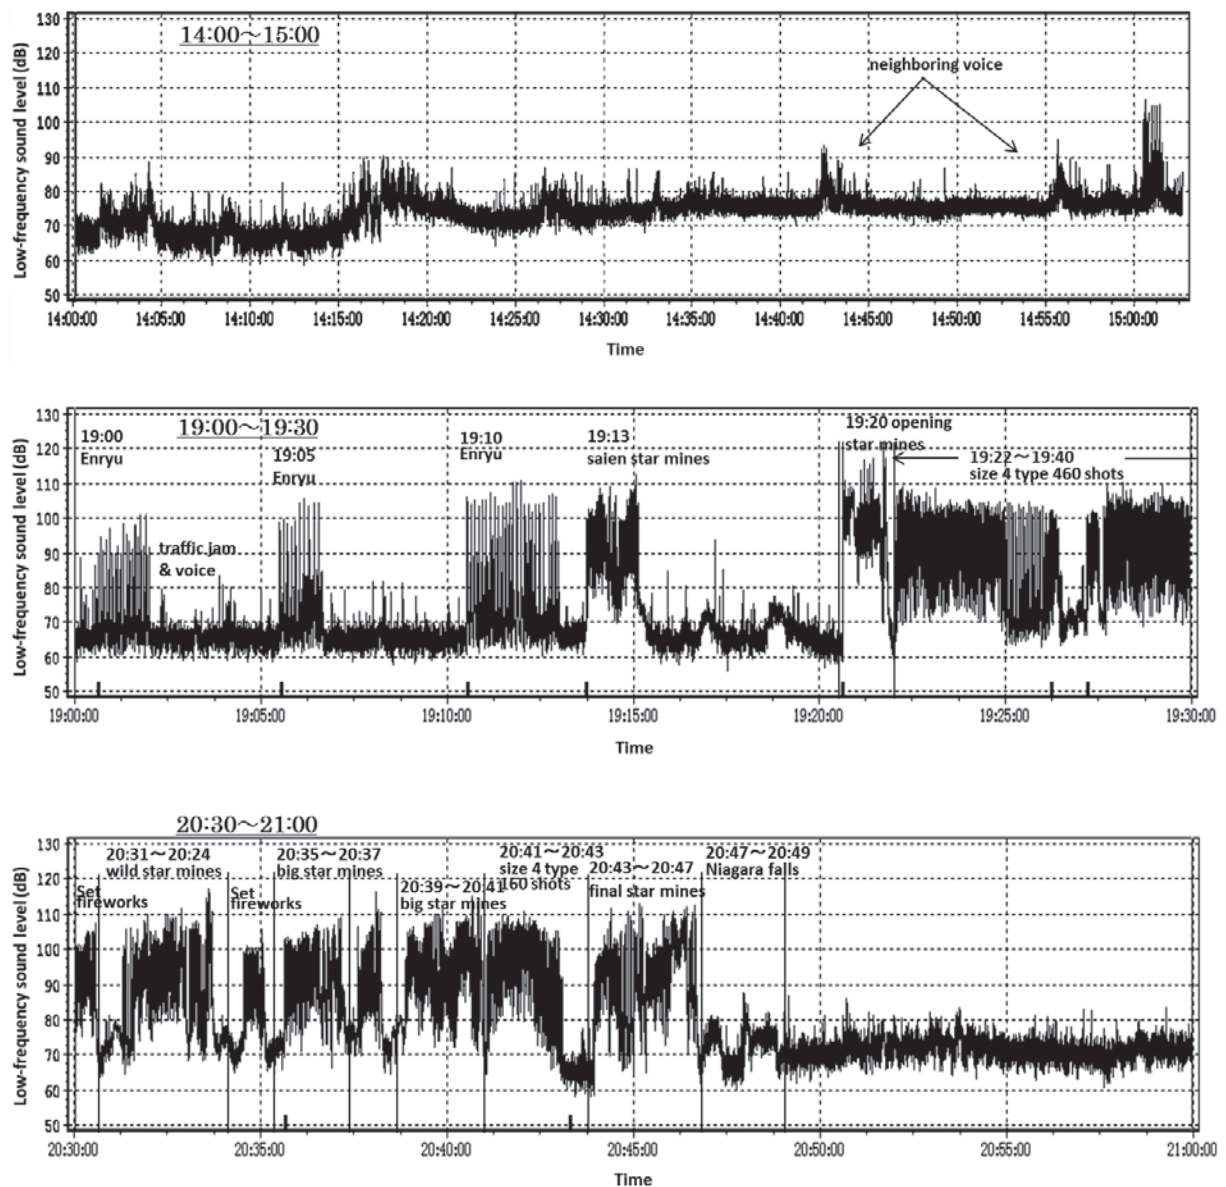 14:00～15:00
neighboring voice
Low-frequency sound level (dB)
130
120
110
100
90
80
70
60
50
14:00:00 14:05:00 14:10:00 14:15:00 14:20:00 14:25:00 14:30:00 14:35:00 14:40:00 14:45:00 14:50:00 14:55:00 15:00:00
Time
19:00～19:30
19:00
Enryu
19:05
Enryu
19:10
Enryu
19:13
saien star mines
19:20 opening
star mines
19:22～19:40
size 4 type 460 shots
traffic jam
& voice
Low-frequency sound level (dB)
130
120
110
100
90
80
70
60
50
19:00:00 19:05:00 19:10:00 19:15:00 19:20:00 19:25:00 19:30:00
Time
20:30～21:00
Set
fireworks
20:31～20:24
wild star mines
Set
fireworks
20:35～20:37
big star mines
20:39～20:41
big star mines
20:41～20:43
size 4 type
160 shots
20:43～20:47
final star mines
20:47～20:49
Niagara falls
Low-frequency sound level (dB)
130
120
110
100
90
80
70
60
50
20:30:00 20:35:00 20:40:00 20:45:00 20:50:00 20:55:00 21:00:00
Time